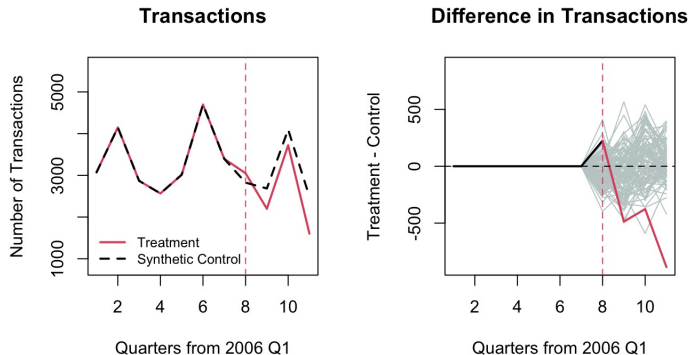 Transactions
Number of Transactions
5000
3000
1000
Treatment
Synthetic Control
2 4 6 8 10
Quarters from 2006 Q1
Difference in Transactions
Treatment - Control
500
0
-500
2 4 6 8 10
Quarters from 2006 Q1